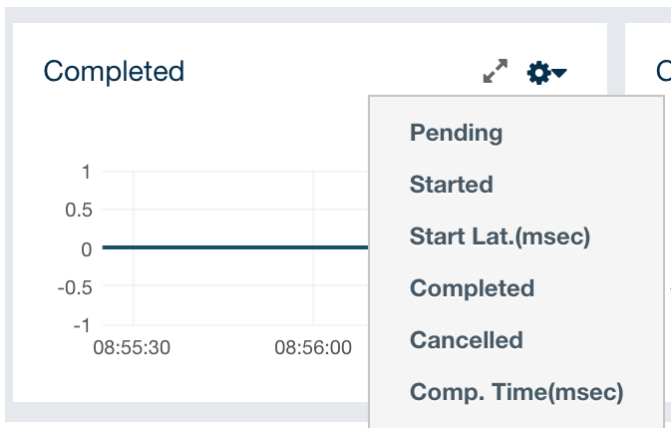 Completed
Pending
Started
Start Lat.(msec)
Completed
Cancelled
Comp. Time(msec)
1
0.5
0
-0.5
-1
08:55:30 08:56:00